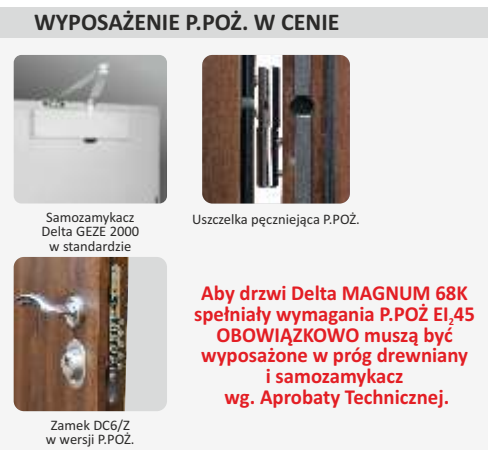 WYPOSAŻENIE P.POŻ. W CENIE
Samozamykacz
Delta GEZE 2000
w standardzie
Uszczelka pęczniejąca P.POŻ.
Zamek DC6/Z
w wersji P.POŻ.
Aby drzwi Delta MAGNUM 68K
spełniały wymagania P.POŻ EI₂45
OBOWIĄZKOWO muszą być
wyposażone w próg drewniany
i samozamykacz
wg. Aprobaty Technicznej.